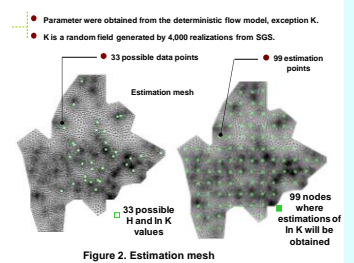 Parameter were obtained from the deterministic flow model, exception K.
K is a random field generated by 4,000 realizations from SGS.
33 possible data points
99 estimation
points
Estimation mesh
33 possible
H and ln K
values
99 nodes
where
estimations of
ln K will be
obtained
Figure 2. Estimation mesh